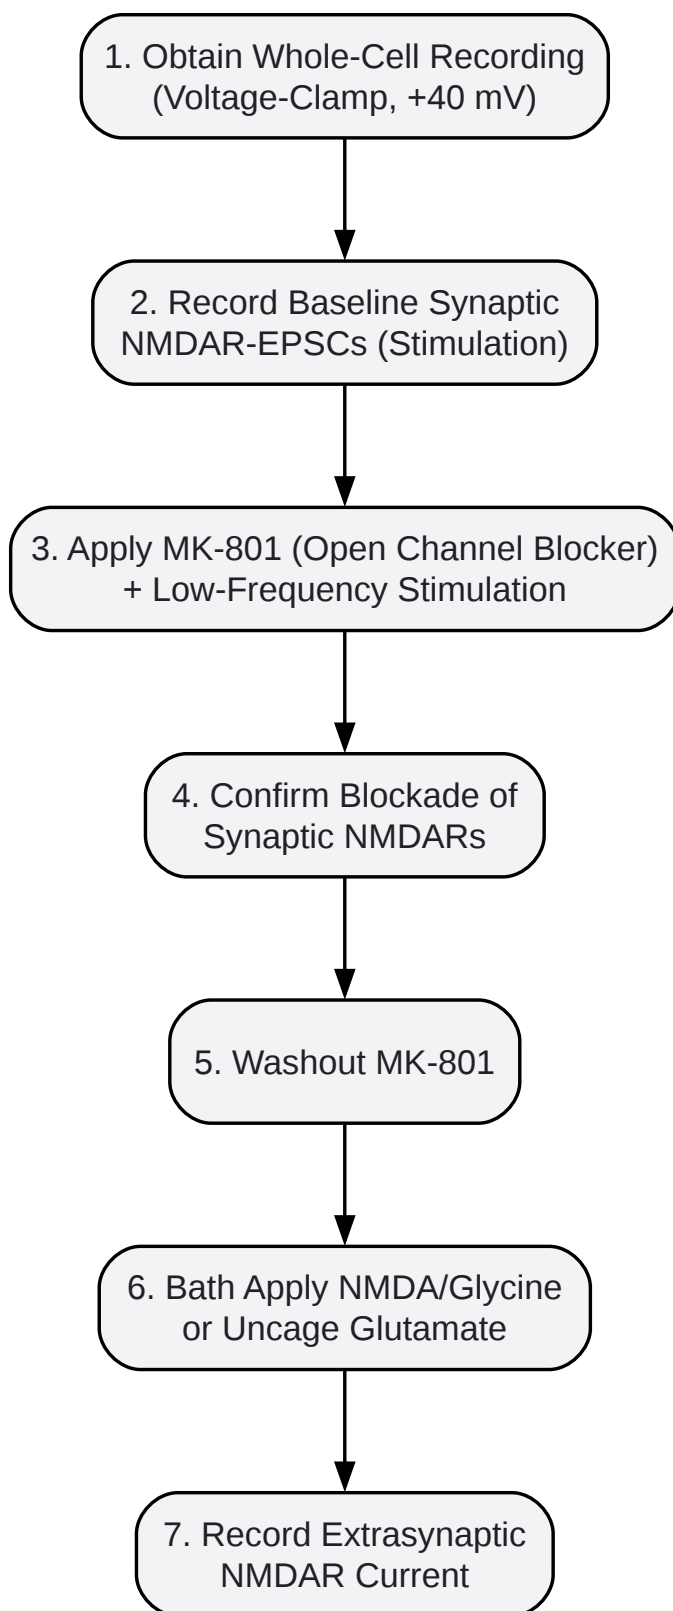 1. Obtain Whole-Cell Recording
(Voltage-Clamp, +40 mV)
2. Record Baseline Synaptic
NMDAR-EPSCs (Stimulation)
3. Apply MK-801 (Open Channel Blocker)
+ Low-Frequency Stimulation
4. Confirm Blockade of
Synaptic NMDARs
5. Washout MK-801
6. Bath Apply NMDA/Glycine
or Uncage Glutamate
7. Record Extrasynaptic
NMDAR Current